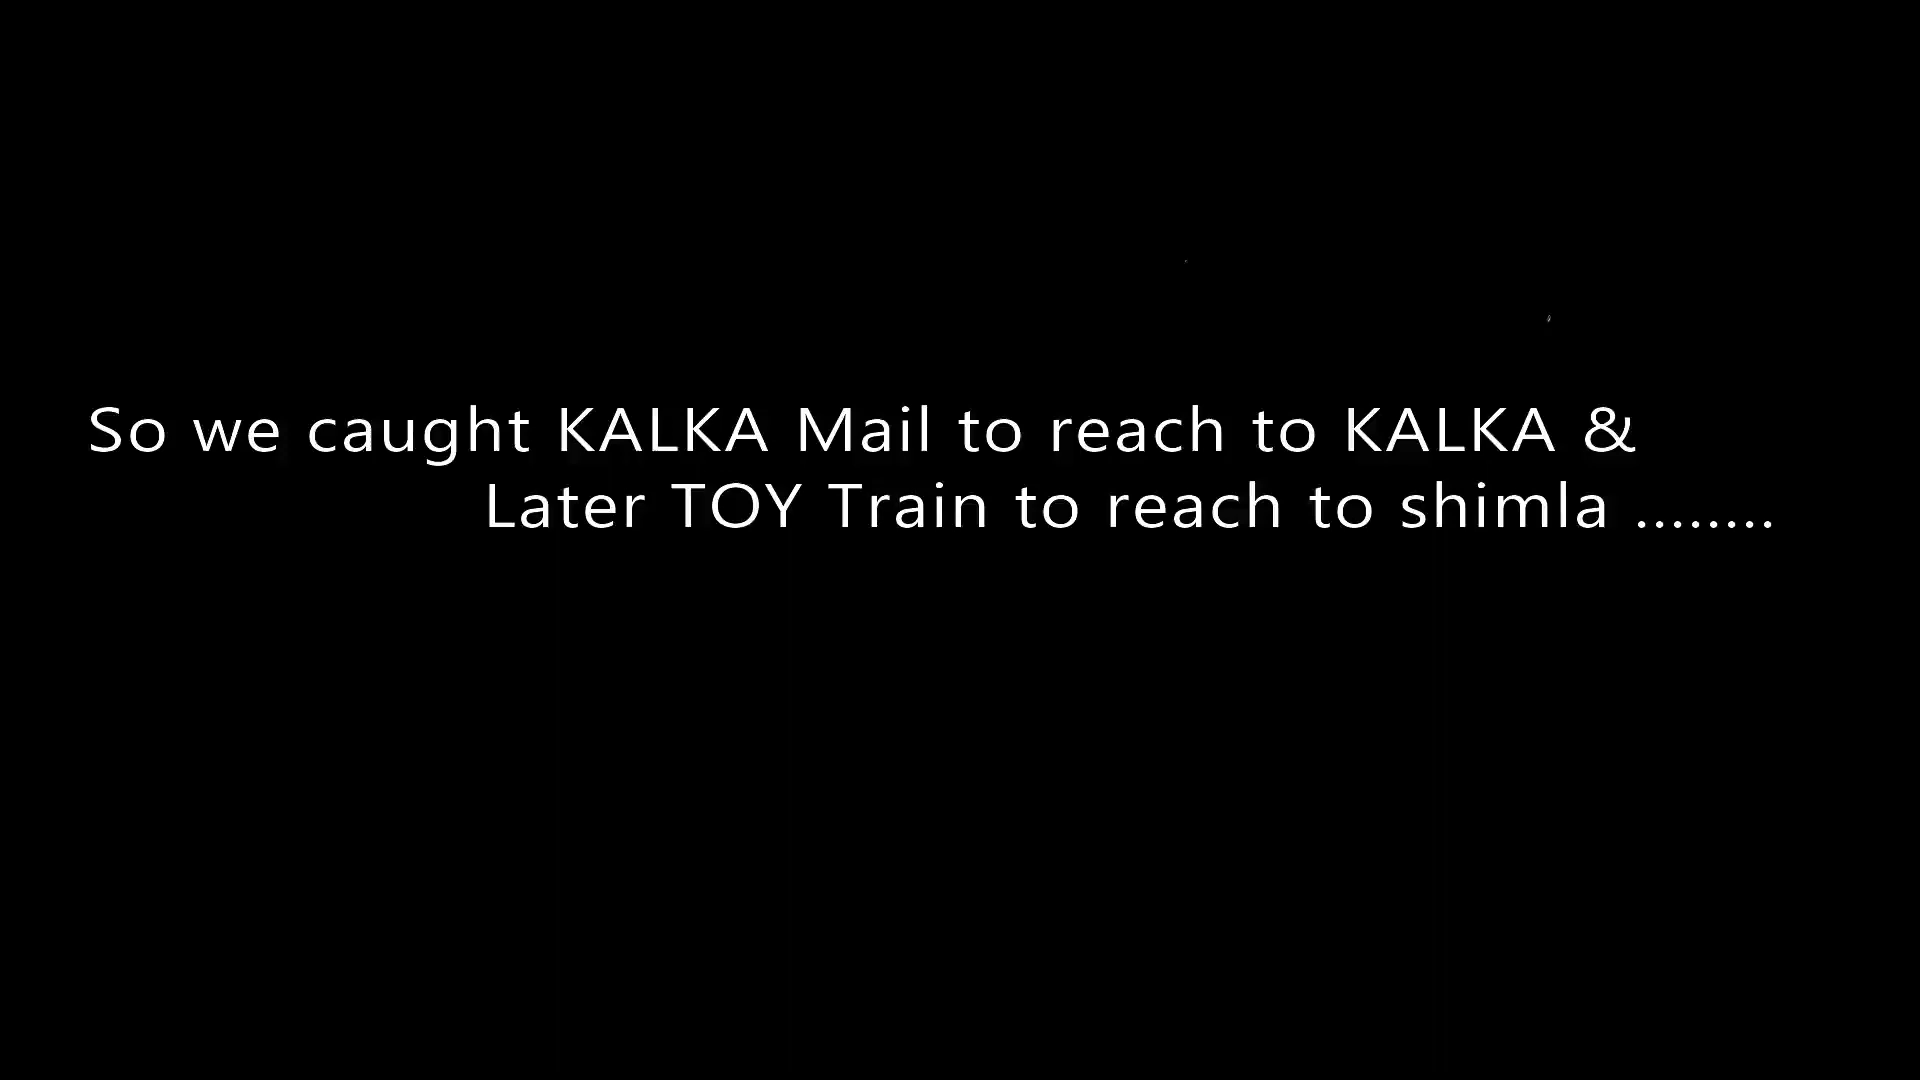 So we caught KALKA Mail to reach to KALKA &
Later TOY Train to reach to shimla ........